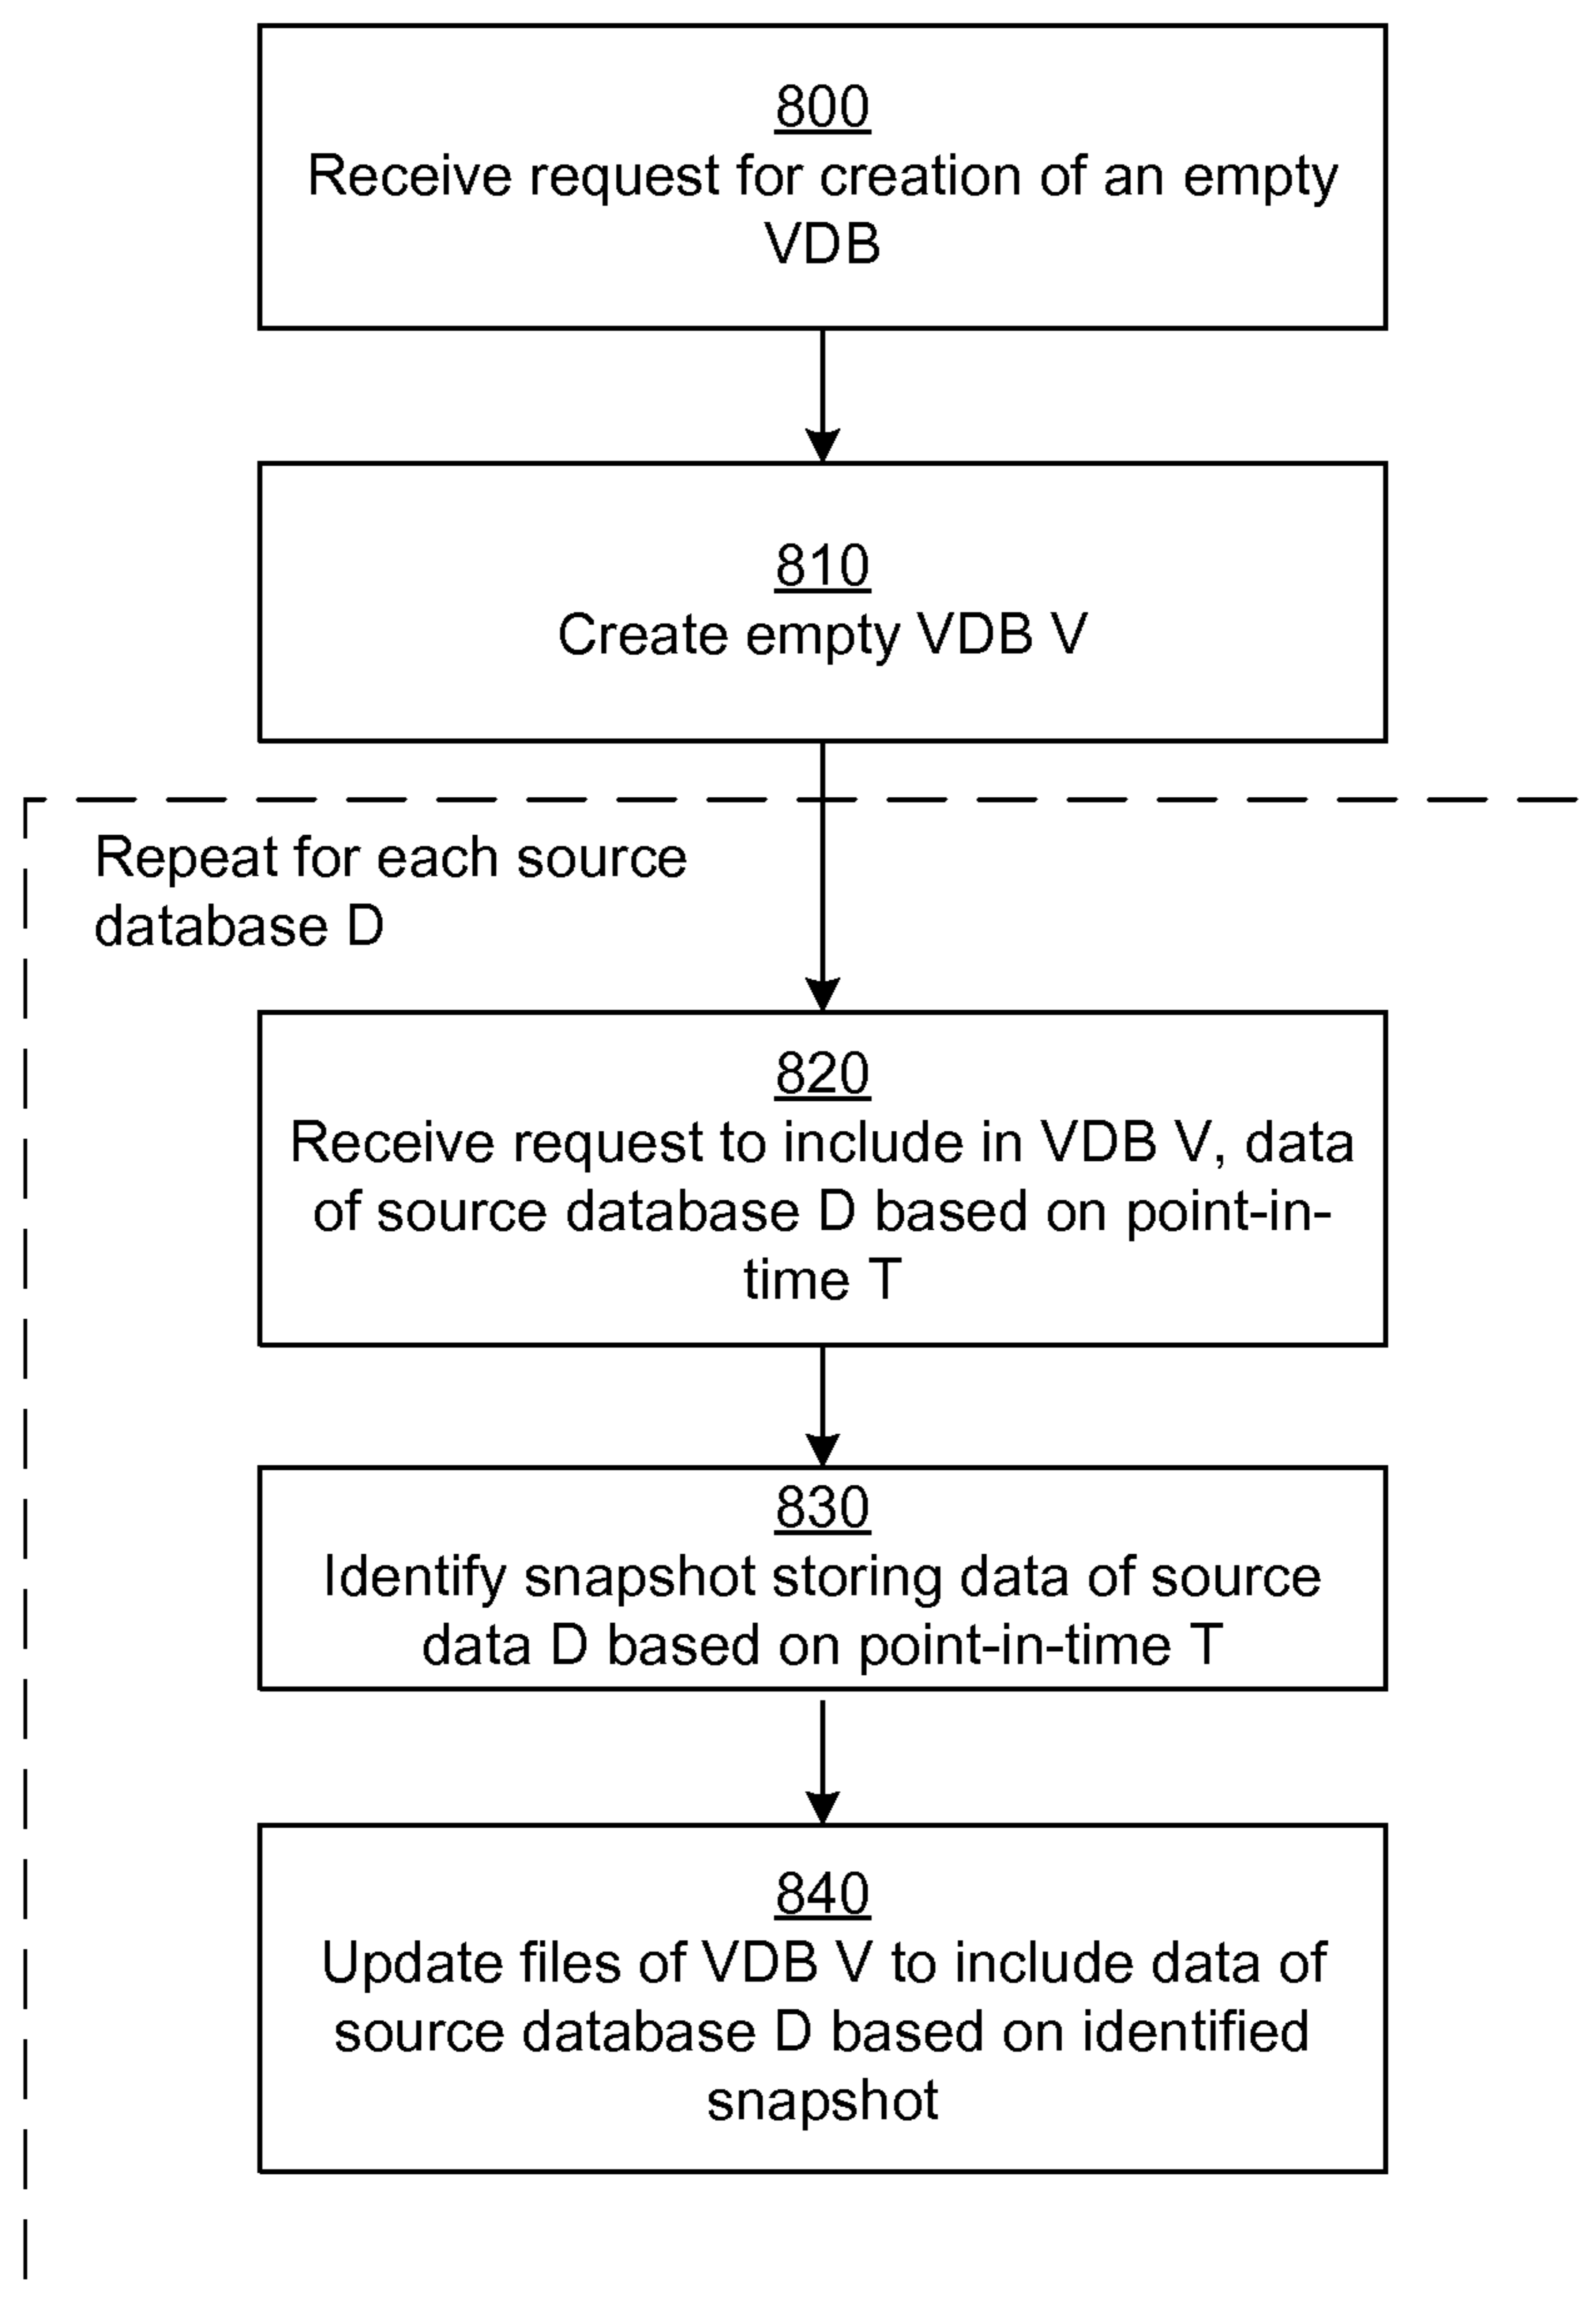 800
Receive request for creation of an empty
VDB
810
Create empty VDB V
Repeat for each source
database D
820
Receive request to include in VDB V, data
of source database D based on point-in-
time T
830
Identify snapshot storing data of source
data D based on point-in-time T
840
Update files of VDB V to include data of
source database D based on identified
snapshot